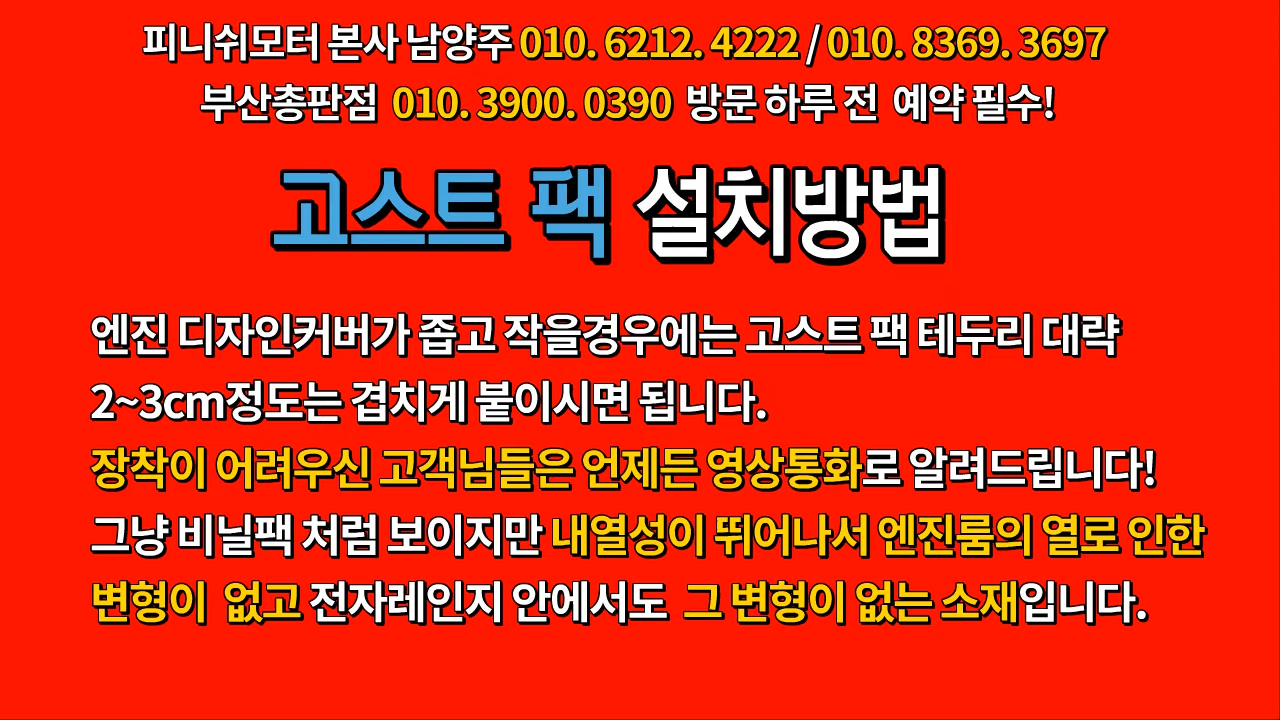 피니쉬모터 본사 남양주 010. 6212. 4222 / 010. 8369. 3697
부산총판점 010. 3900. 0390 방문 하루 전 예약 필수!
고스트 팩 설치방법
엔진 디자인커버가 좁고 작을경우에는 고스트 팩 테두리 대략
2~3cm정도는 겹치게 붙이시면 됩니다.
장착이 어려우신 고객님들은 언제든 영상통화로 알려드립니다!
그냥 비닐팩 처럼 보이지만 내열성이 뛰어나서 엔진룸의 열로 인한
변형이 없고 전자레인지 안에서도 그 변형이 없는 소재입니다.